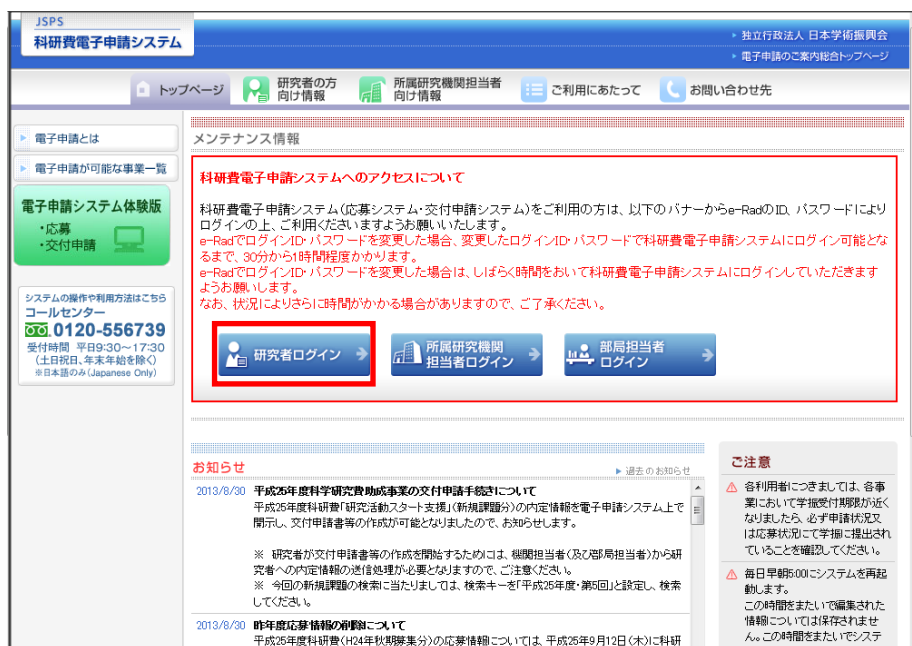 JSPS
科研費電子申請システム
独立行政法人 日本学術振興会
電子申請のご案内総合トップページ
トップページ
研究者の方
向け情報
所属研究機関担当者
向け情報
ご利用にあたって
お問い合わせ先
電子申請とは
電子申請が可能な事業一覧
電子申請システム体験版
・応募
・交付申請
システムの操作や利用方法はこちら
コールセンター
0120-556739
受付時間 平日9:30～17:30
(土日祝日、年末年始を除く)
※日本語のみ(Japanese Only)
メンテナンス情報
科研費電子申請システムへのアクセスについて
科研費電子申請システム(応募システム・交付申請システム)をご利用の方は、以下のバナーからe-RadのID、パスワードにより
ログインの上、ご利用くださいますようお願いいたします。
e-RadでログインID・パスワードを変更した場合、変更したログインID・パスワードで科研費電子申請システムにログイン可能とな
るまで、30分から1時間程度かかります。
e-RadでログインID・パスワードを変更した場合は、しばらく時間をおいて科研費電子申請システムにログインしていただきます
ようお願いします。
なお、状況によりさらに時間がかかる場合がありますので、ご了承ください。
研究者ログイン
所属研究機関
担当者ログイン
部局担当者
ログイン
お知らせ
過去のお知らせ
2013/8/30 平成25年度科学研究費助成事業の交付申請手続きについて
平成25年度科研費「研究活動スタート支援」(新規課題分)の内定情報を電子申請システム上で
開示し、交付申請書等の作成が可能となりましたので、お知らせします。
※ 研究者が交付申請書等の作成を開始するためには、機関担当者(及び部局担当者)から研
究者への内定情報の送信処理が必要となりますので、ご注意ください。
※ 今回の新規課題の検索に当たりましては、検索キーを「平成25年度・第5回」と設定し、検索
してください。
2013/8/30 昨年度応募情報の削除について
平成25年度科研費(H24年秋期募集分)の応募情報については、平成25年9月12日(木)に科研
ご注意
各利用者につきましては、各事
業において学振受付期限が近く
なりましたら、必ず申請状況又
は応募状況にて学振に提出され
ていることを確認してください。
毎日早朝5:00にシステムを再起
動します。
この時間をまたいで編集された
情報については保存されませ
ん。この時間をまたいでシステ